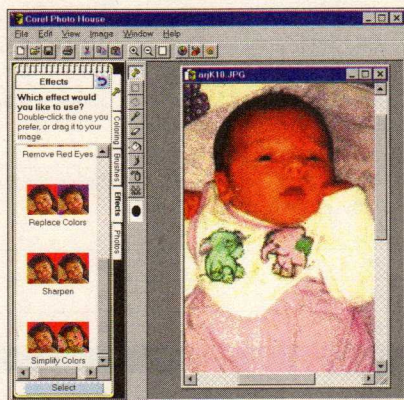 Corel Photo House
File Edit View Image Window Help
Effects
Which effect would
you like to use?
Double-click the one you
prefer, or drag it to your
image.
Remove Red Eyes
Replace Colors
Sharpen
Simplify Colors
Select
Coloring
Brushes
Effects
Photos
arjK10.JPG